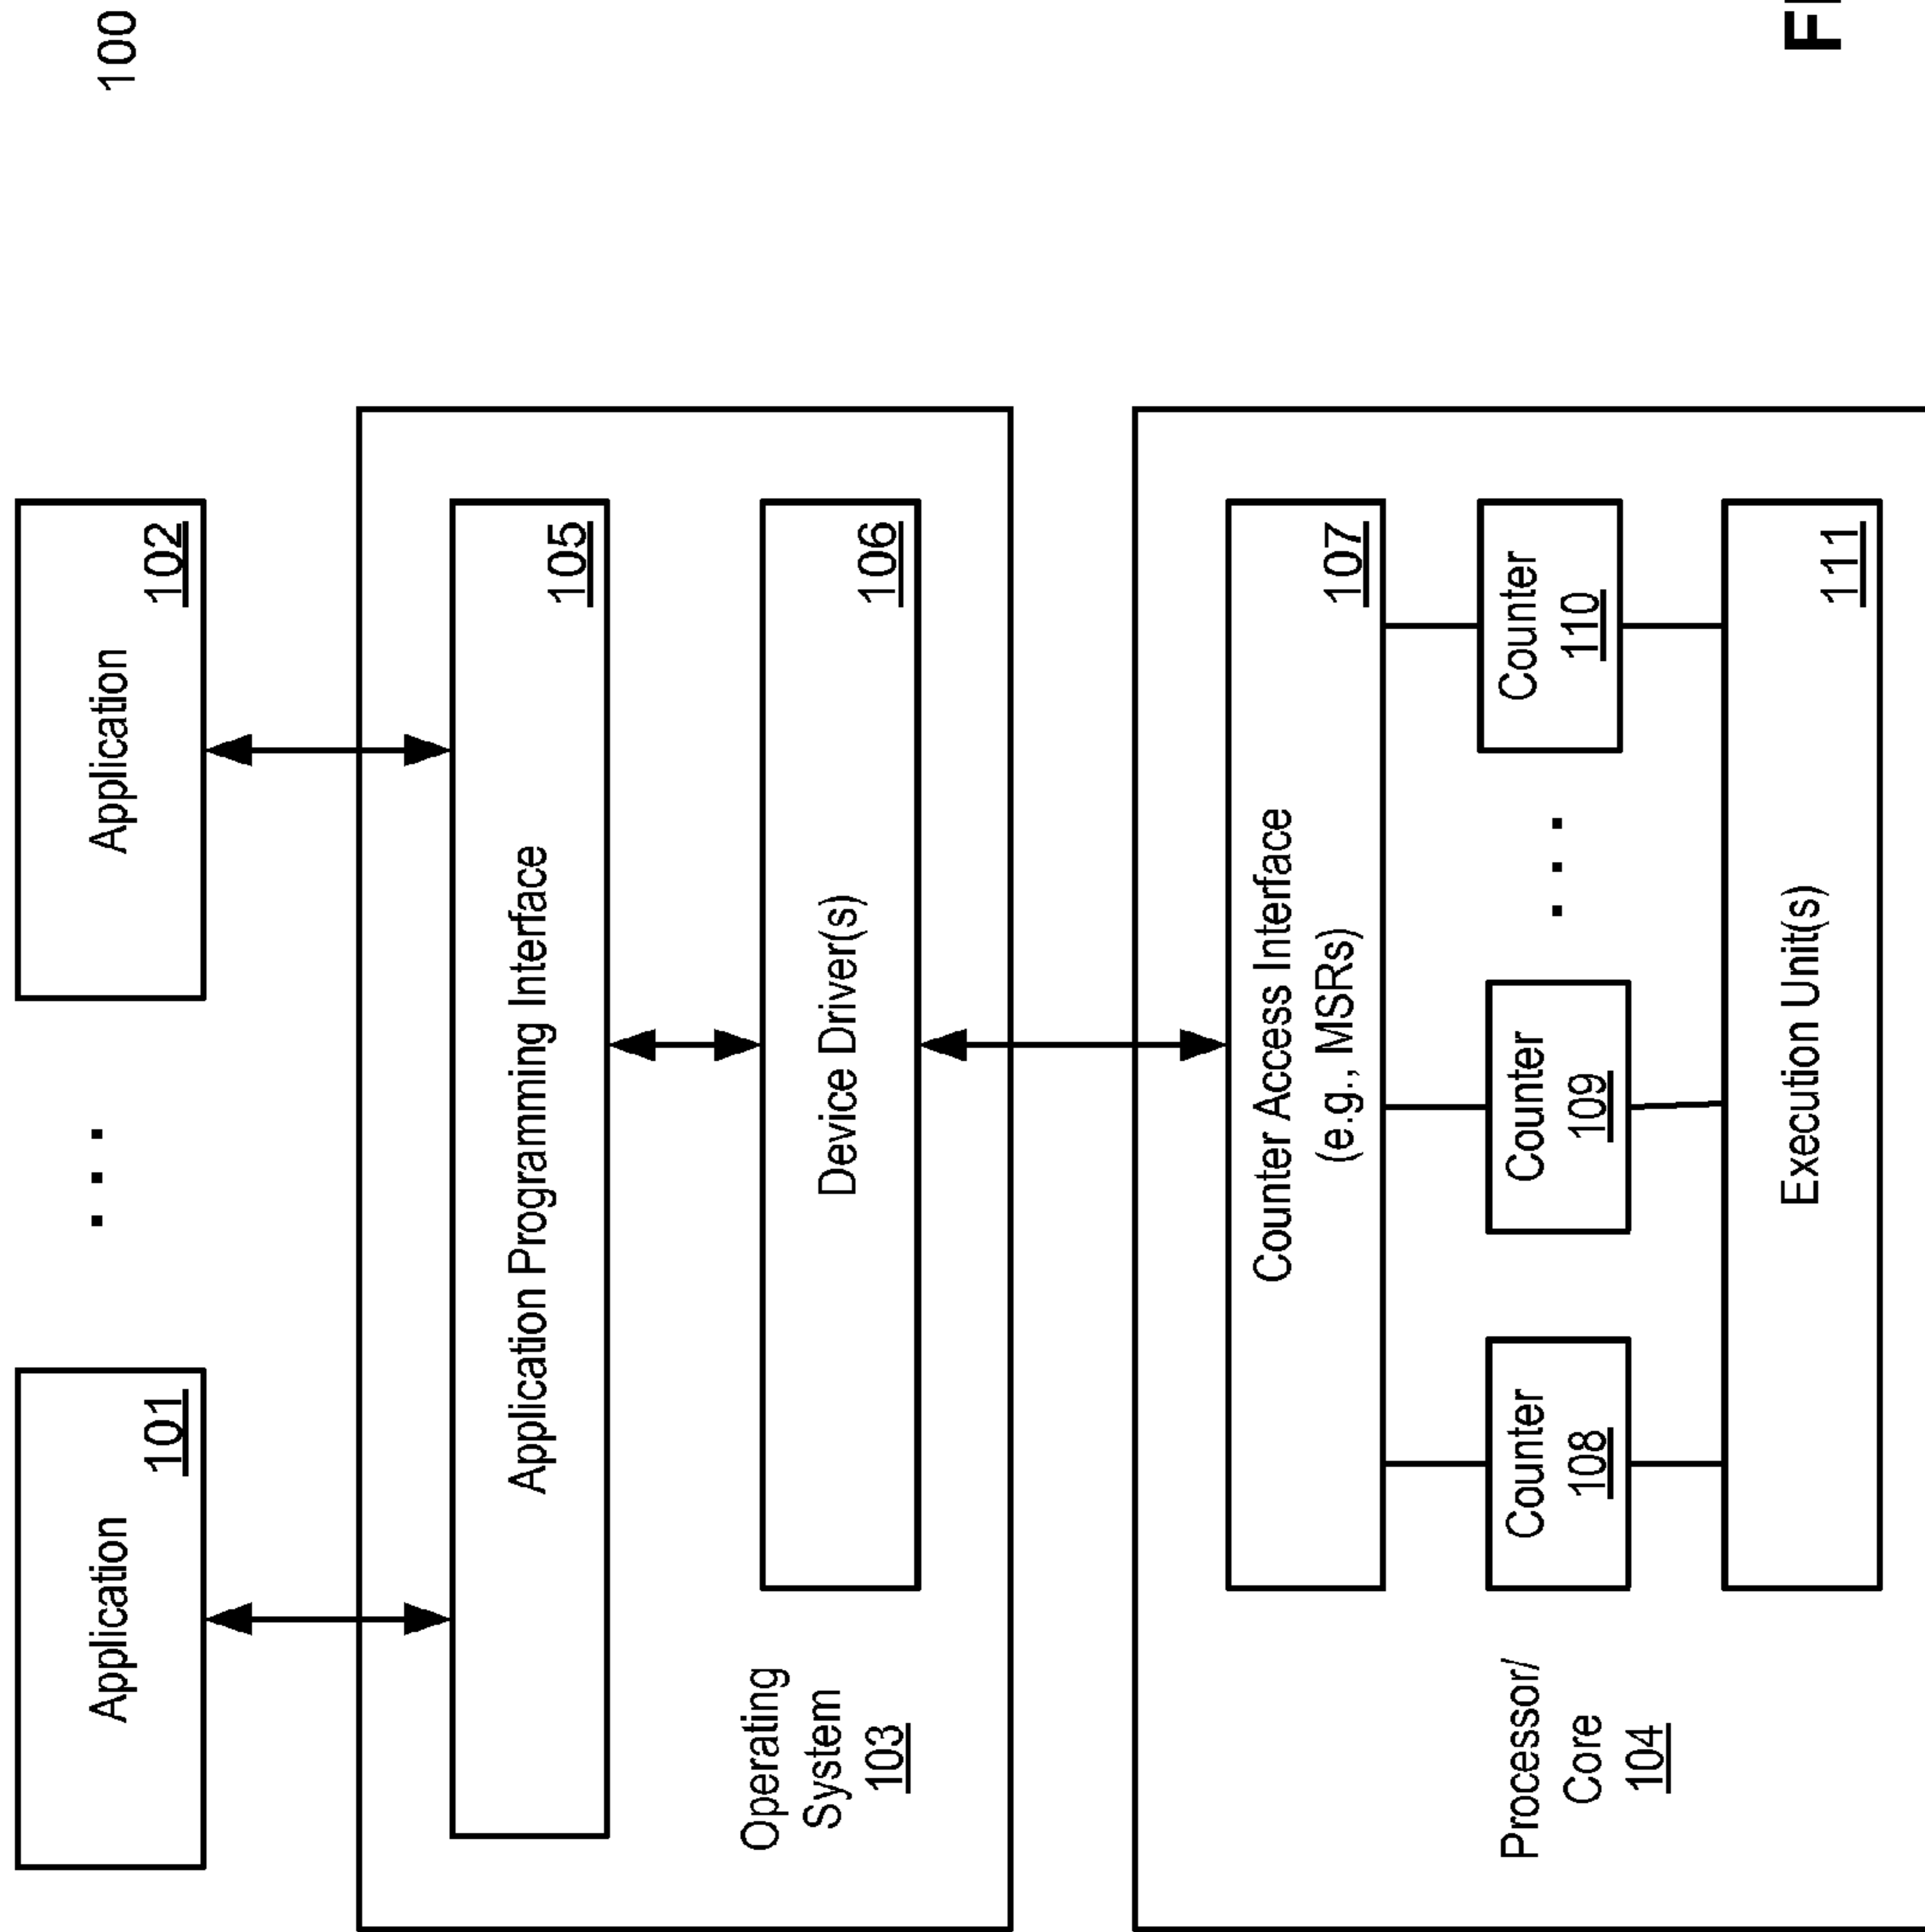 100
Application
101
. . .
Application
102
Application Programming Interface
105
Operating
System
103
Device Driver(s)
106
Counter Access Interface
(e.g., MSRs)
107
Processor/
Core
104
Counter
108
Counter
109
. . .
Counter
110
Execution Unit(s)
111